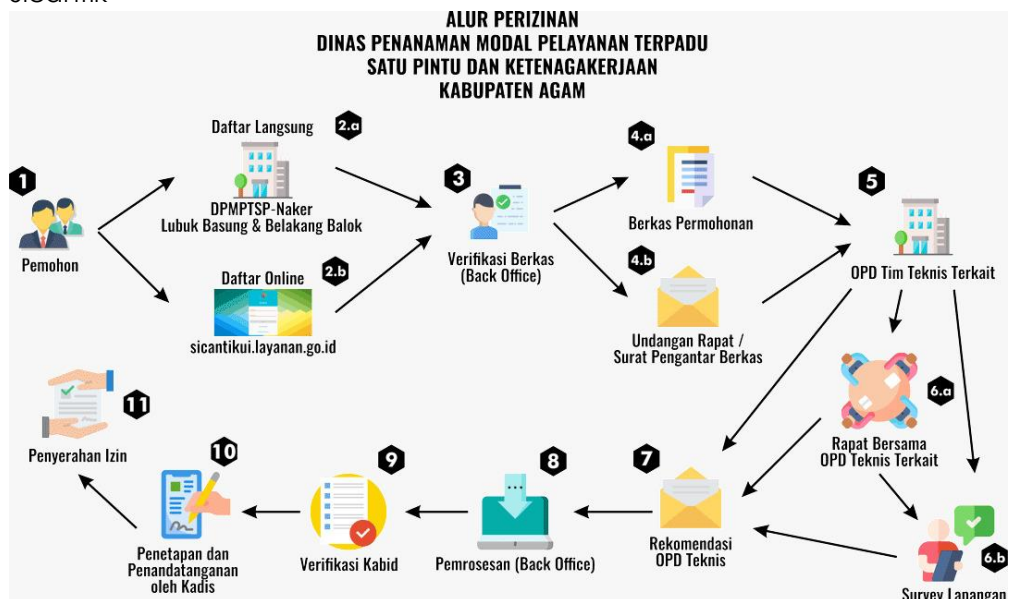 ALUR PERIZINAN
DINAS PENANAMAN MODAL PELAYANAN TERPADU
SATU PINTU DAN KETENAGAKERJAAN
KABUPATEN AGAM
1
Pemohon
Daftar Langsung
2.a
DPMPTSP-Naker
Lubuk Basung & Belakang Balok
Daftar Online
2.b
sicantikui.layanan.go.id
3
Verifikasi Berkas
(Back Office)
4.a
Berkas Permohonan
4.b
Undangan Rapat /
Surat Pengantar Berkas
5
OPD Tim Teknis Terkait
6.a
Rapat Bersama
OPD Teknis Terkait
6.b
Survey Lapangan
7
Rekomendasi
OPD Teknis
8
Pemrosesan (Back Office)
9
Verifikasi Kabid
10
Penetapan dan
Penandatanganan
oleh Kadis
11
Penyerahan Izin